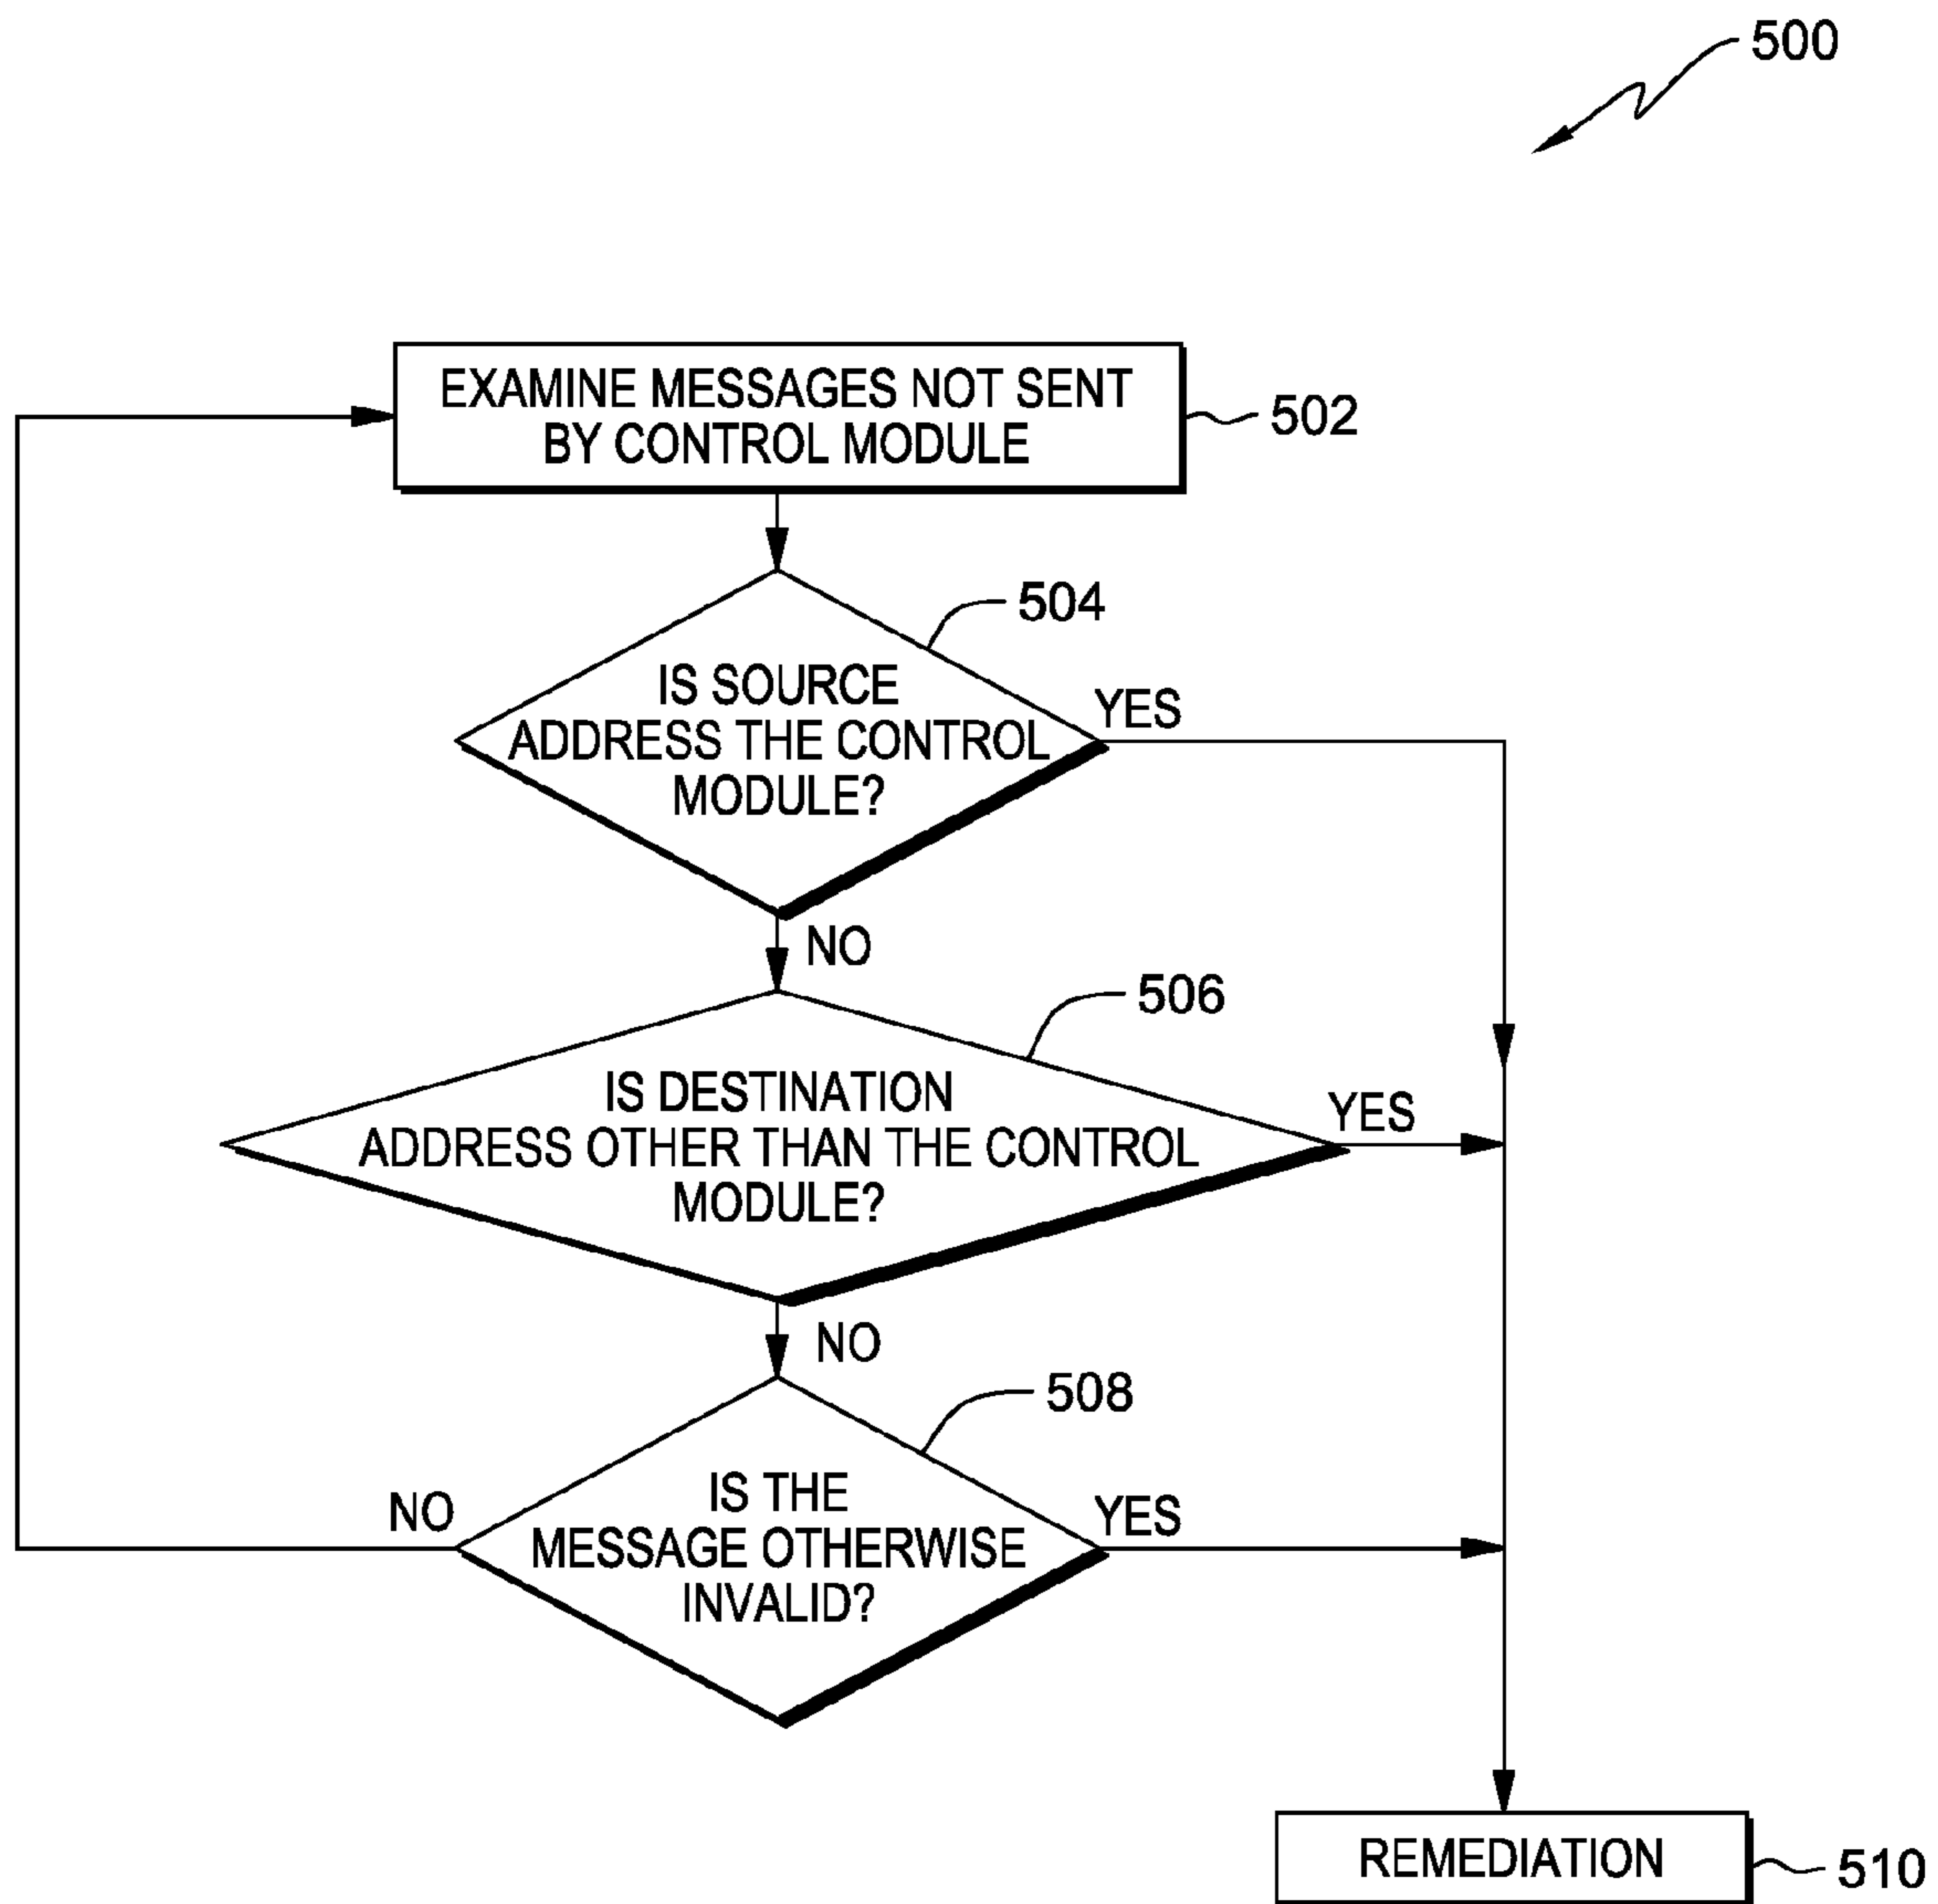 500
EXAMINE MESSAGES NOT SENT
BY CONTROL MODULE
502
504
IS SOURCE
ADDRESS THE CONTROL
MODULE?
YES
NO
506
IS DESTINATION
ADDRESS OTHER THAN THE CONTROL
MODULE?
YES
NO
508
IS THE
MESSAGE OTHERWISE
INVALID?
NO
YES
REMEDIATION
510